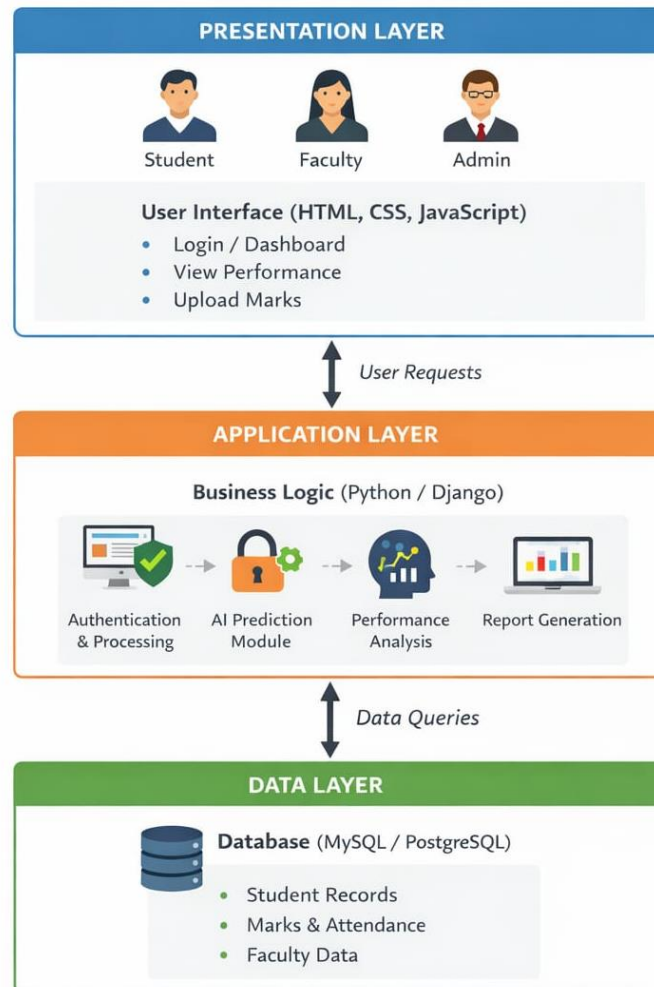 PRESENTATION LAYER
Student Faculty Admin
User Interface (HTML, CSS, JavaScript)
• Login / Dashboard
• View Performance
• Upload Marks
User Requests
APPLICATION LAYER
Business Logic (Python / Django)
Authentication
& Processing
AI Prediction
Module
Performance
Analysis
Report Generation
Data Queries
DATA LAYER
Database (MySQL / PostgreSQL)
• Student Records
• Marks & Attendance
• Faculty Data